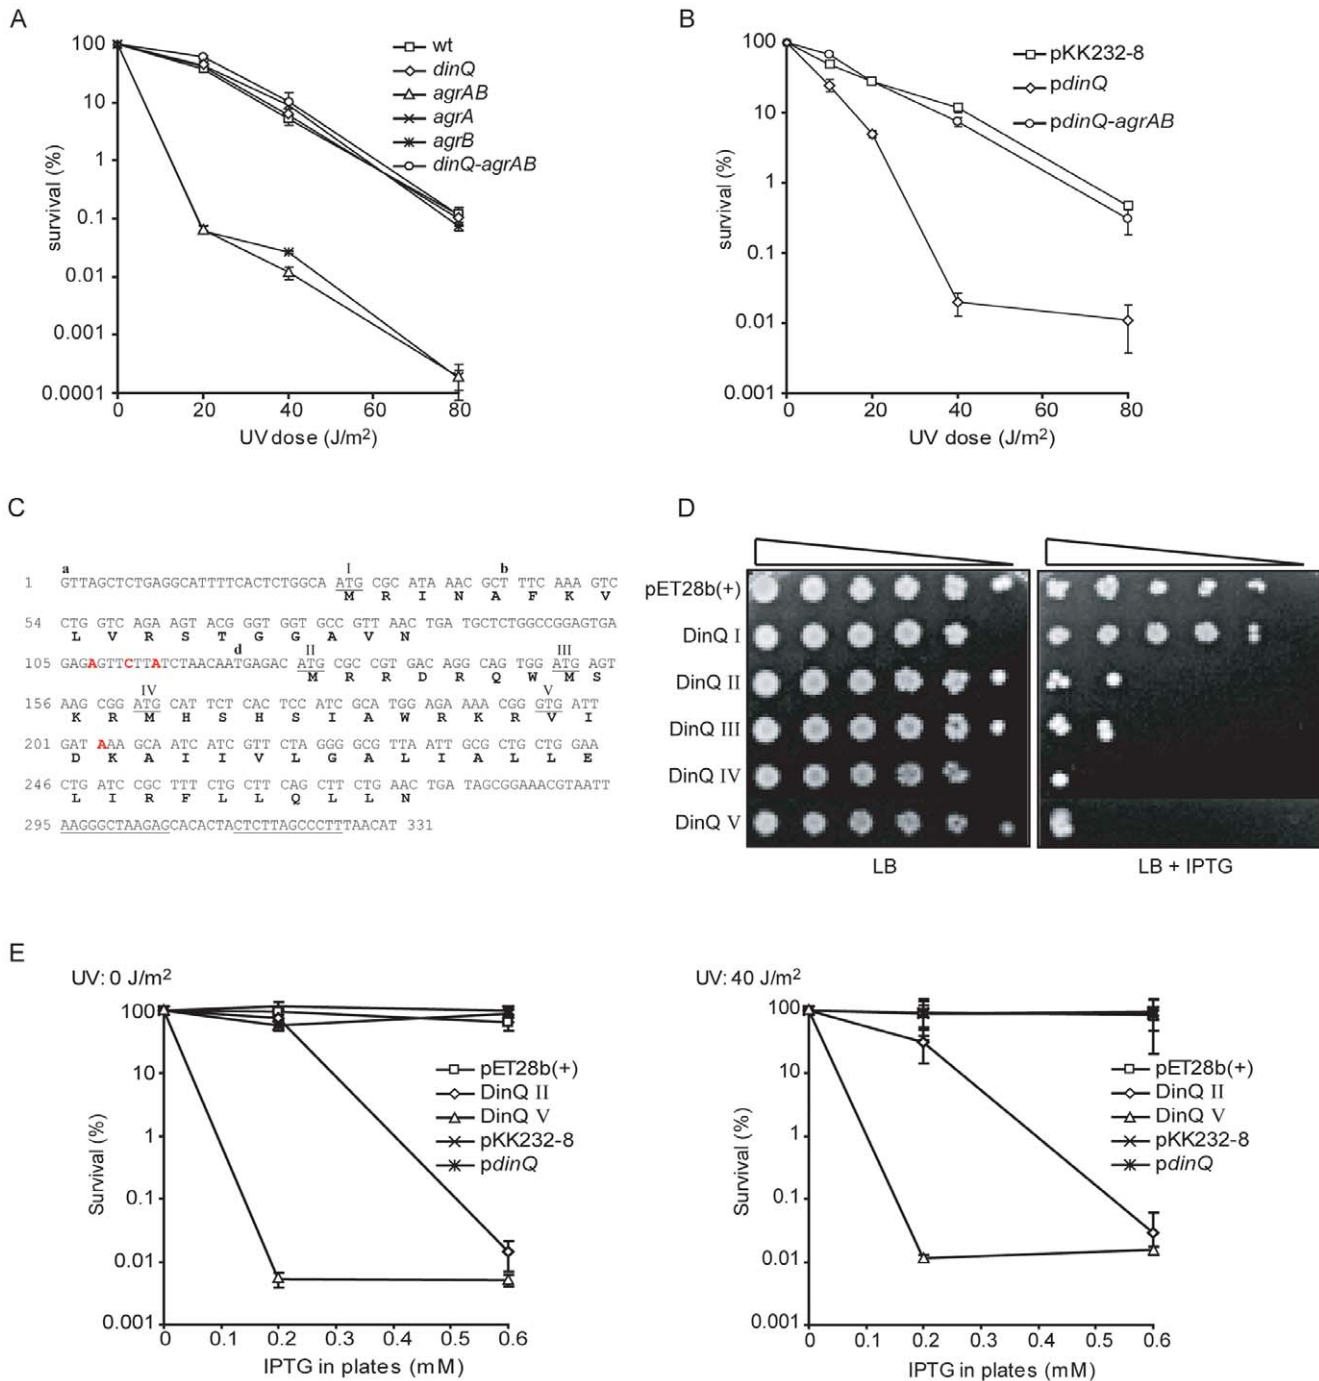 A
100
10
1
0.1
0.01
0.001
0.0001
survival (%)
0 20 40 60 80
UV dose (J/m²)
wt
dinQ
agrAB
agrA
agrB
dinQ-agrAB
B
100
10
1
0.1
0.01
0.001
survival (%)
0 20 40 60 80
UV dose (J/m²)
pKK232-8
pdinQ
pdinQ-agrAB
C
a I b
1 GTTAGCTCTGAGGCATTTTCACTCTGGCA ATG CGC ATA AAC GCT TTC AAA GTC
M R I N A F K V
54 CTG GTC AGA AGT ACG GGT GGT GCC GTT AAC TGA TGCTCTGGCCGGAGTGA
L V R S T G G A V N
d II III
105 GAGAGTTCTTATCTAACAATGAGAC ATG CGC CGT GAC AGG CAG TGG ATG AGT
M R R D R Q W M S
IV V
156 AAG CGG ATG CAT TCT CAC TCC ATC GCA TGG AGA AAA CGG GTG ATT
K R M H S H S I A W R K R V I
201 GAT AAA GCA ATC ATC GTT CTA GGG GCG TTA ATT GCG CTG CTG GAA
D K A I I V L G A L I A L L E
246 CTG ATC CGC TTT CTG CTT CAG CTT CTG AAC TGA TAGCGGAAACGTAATT
L I R F L L Q L L N
295 AAGGGCTAAGAGCACACTACTCTTAGCCCTTTAACAT 331
D
pET28b(+)
DinQ I
DinQ II
DinQ III
DinQ IV
DinQ V
LB
LB + IPTG
E
UV: 0 J/m²
100
10
1
0.1
0.01
0.001
Survival (%)
0 0.1 0.2 0.3 0.4 0.5 0.6
IPTG in plates (mM)
pET28b(+)
DinQ II
DinQ V
pKK232-8
pdinQ
UV: 40 J/m²
100
10
1
0.1
0.01
0.001
Survival (%)
0 0.1 0.2 0.3 0.4 0.5 0.6
IPTG in plates (mM)
pET28b(+)
DinQ II
DinQ V
pKK232-8
pdinQ